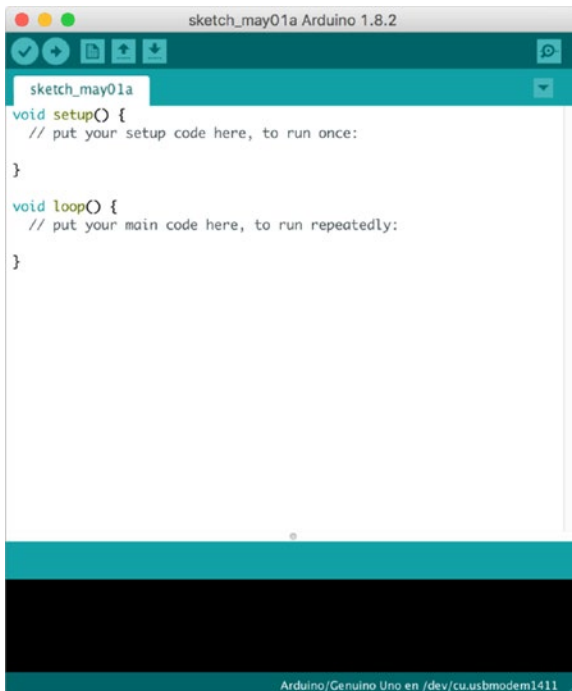 sketch_may01a Arduino 1.8.2
sketch_may01a
void setup() {
// put your setup code here, to run once:
}
void loop() {
// put your main code here, to run repeatedly:
}
Arduino/Genuino Uno en /dev/cu.usbmodem1411